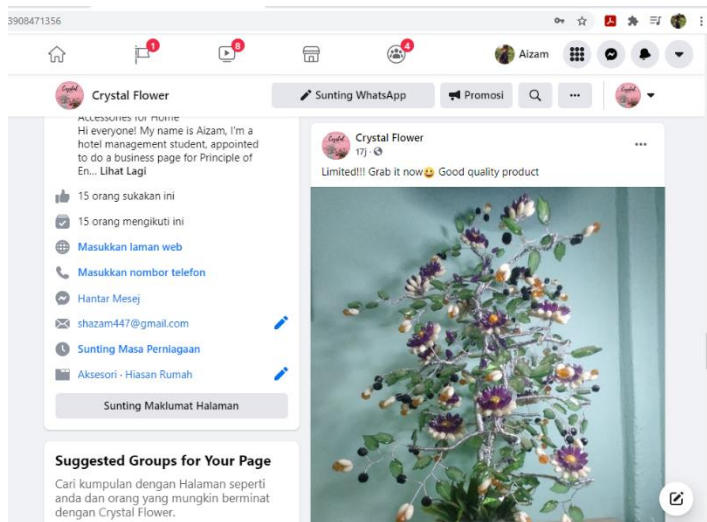 3908471356
1
8
4
Aizam
Crystal Flower
Sunting WhatsApp
Promosi
Accessories for Home
Hi everyone! My name is Aizam, I'm a
hotel management student, appointed
to do a business page for Principle of
En... Lihat Lagi
15 orang sukakan ini
15 orang mengikuti ini
Masukkan laman web
Masukkan nombor telefon
Hantar Mesej
shazam447@gmail.com
Sunting Masa Perniagaan
Aksesori · Hiasan Rumah
Sunting Maklumat Halaman
Suggested Groups for Your Page
Cari kumpulan dengan Halaman seperti
anda dan orang yang mungkin berminat
dengan Crystal Flower.
Crystal Flower
17j ·
Limited!!! Grab it now😃 Good quality product